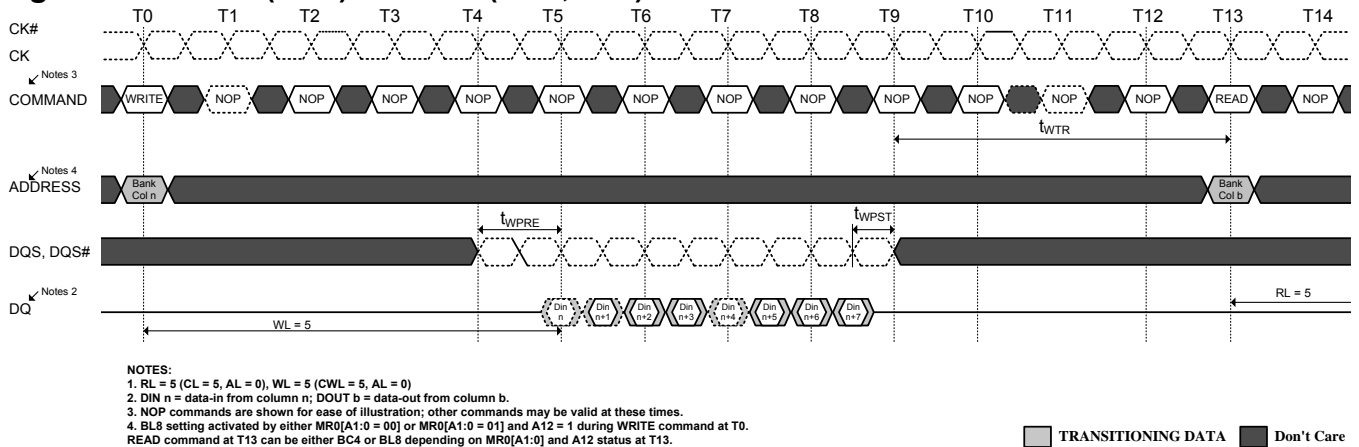 T0 T1 T2 T3 T4 T5 T6 T7 T8 T9 T10 T11 T12 T13 T14
CK#
CK
Notes 3
COMMAND WRITE NOP NOP NOP NOP NOP NOP NOP NOP NOP NOP NOP NOP READ NOP
tWTR
Notes 4
ADDRESS
Bank
Col n
Bank
Col b
tWPRE tWPST
DQS, DQS#
Notes 2
DQ
Din
n
Din
n+1
Din
n+2
Din
n+3
Din
n+4
Din
n+5
Din
n+6
Din
n+7
RL = 5
WL = 5
NOTES:
1. RL = 5 (CL = 5, AL = 0), WL = 5 (CWL = 5, AL = 0)
2. DIN n = data-in from column n; DOUT b = data-out from column b.
3. NOP commands are shown for ease of illustration; other commands may be valid at these times.
4. BL8 setting activated by either MR0[A1:0 = 00] or MR0[A1:0 = 01] and A12 = 1 during WRITE command at T0.
READ command at T13 can be either BC4 or BL8 depending on MR0[A1:0] and A12 status at T13.
TRANSITIONING DATA Don't Care